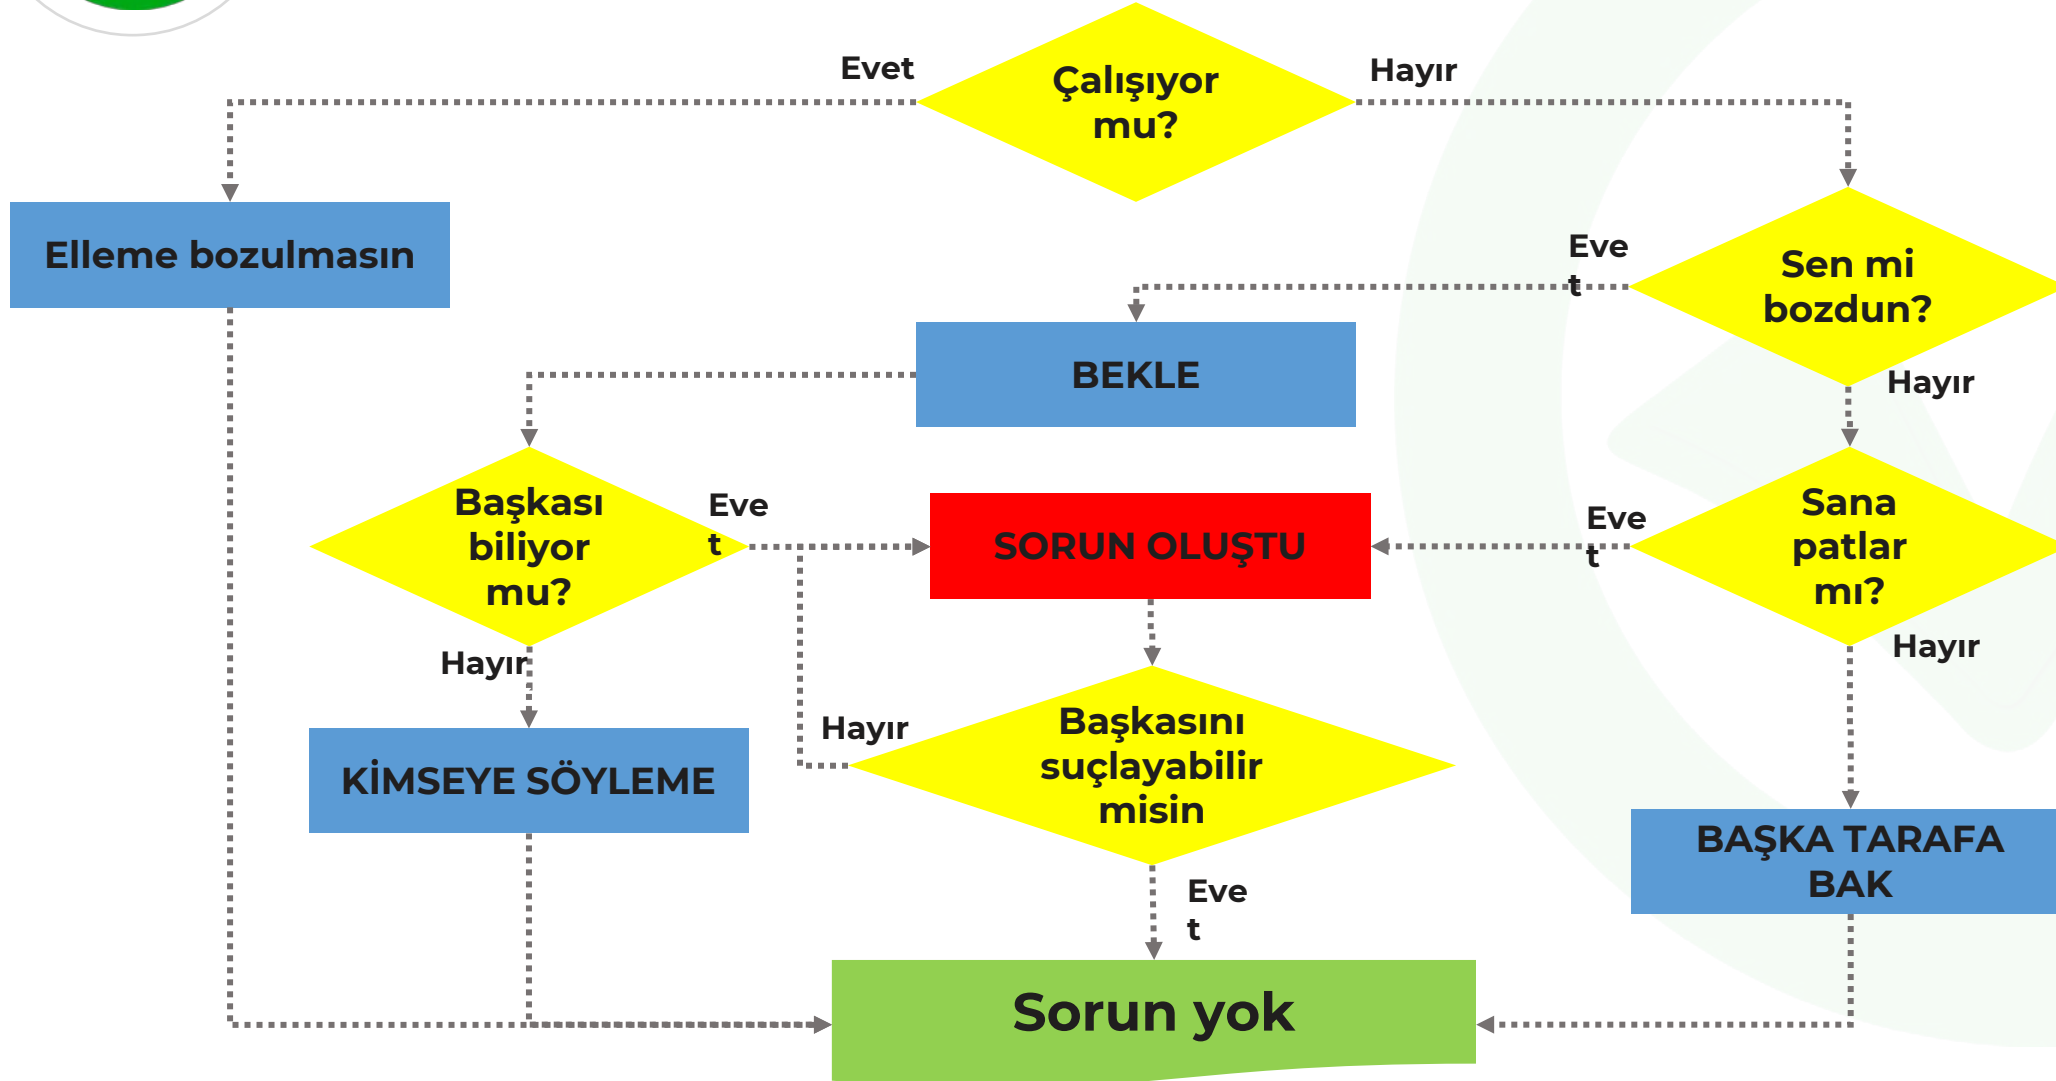 Evet
Çalışıyor
mu?
Hayır
Elleme bozulmasın
Eve
t
Sen mi
bozdun?
BEKLE
Hayır
Başkası
biliyor
mu?
Eve
t
SORUN OLUŞTU
Eve
t
Sana
patlar
mı?
Hayır
Hayır
KİMSEYE SÖYLEME
Hayır
Başkasını
suçlayabilir
misin
BAŞKA TARAFA
BAK
Eve
t
Sorun yok